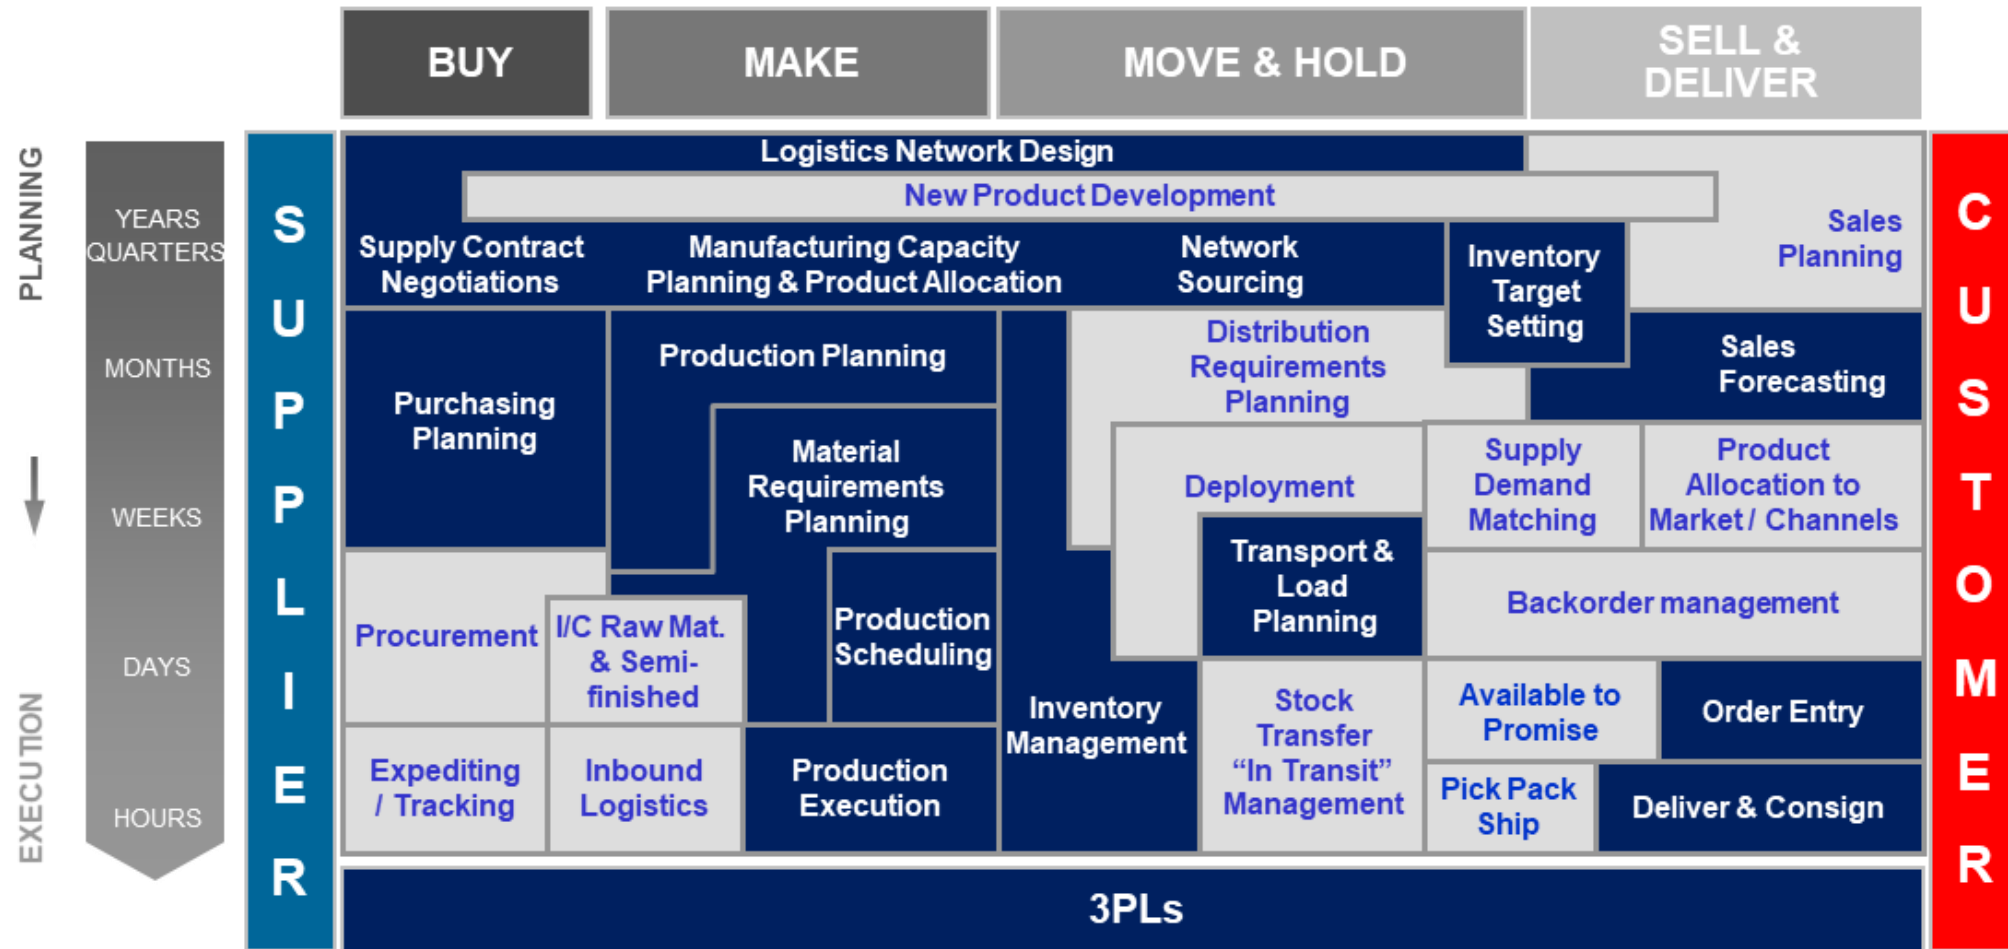 BUY
MAKE
MOVE & HOLD
SELL &
DELIVER
PLANNING
EXECUTION
YEARS
QUARTERS
MONTHS
WEEKS
DAYS
HOURS
SUPPLIER
Logistics Network Design
New Product Development
Supply Contract
Negotiations
Manufacturing Capacity
Planning & Product Allocation
Network
Sourcing
Inventory
Target
Setting
Sales
Planning
Purchasing
Planning
Production Planning
Material
Requirements
Planning
Distribution
Requirements
Planning
Sales
Forecasting
Deployment
Supply
Demand
Matching
Product
Allocation to
Market / Channels
Transport &
Load
Planning
Backorder management
Procurement
I/C Raw Mat.
& Semi-
finished
Production
Scheduling
Inventory
Management
Stock
Transfer
“In Transit”
Management
Available to
Promise
Order Entry
Expediting
/ Tracking
Inbound
Logistics
Production
Execution
Pick Pack
Ship
Deliver & Consign
3PLs
CUSTOMER